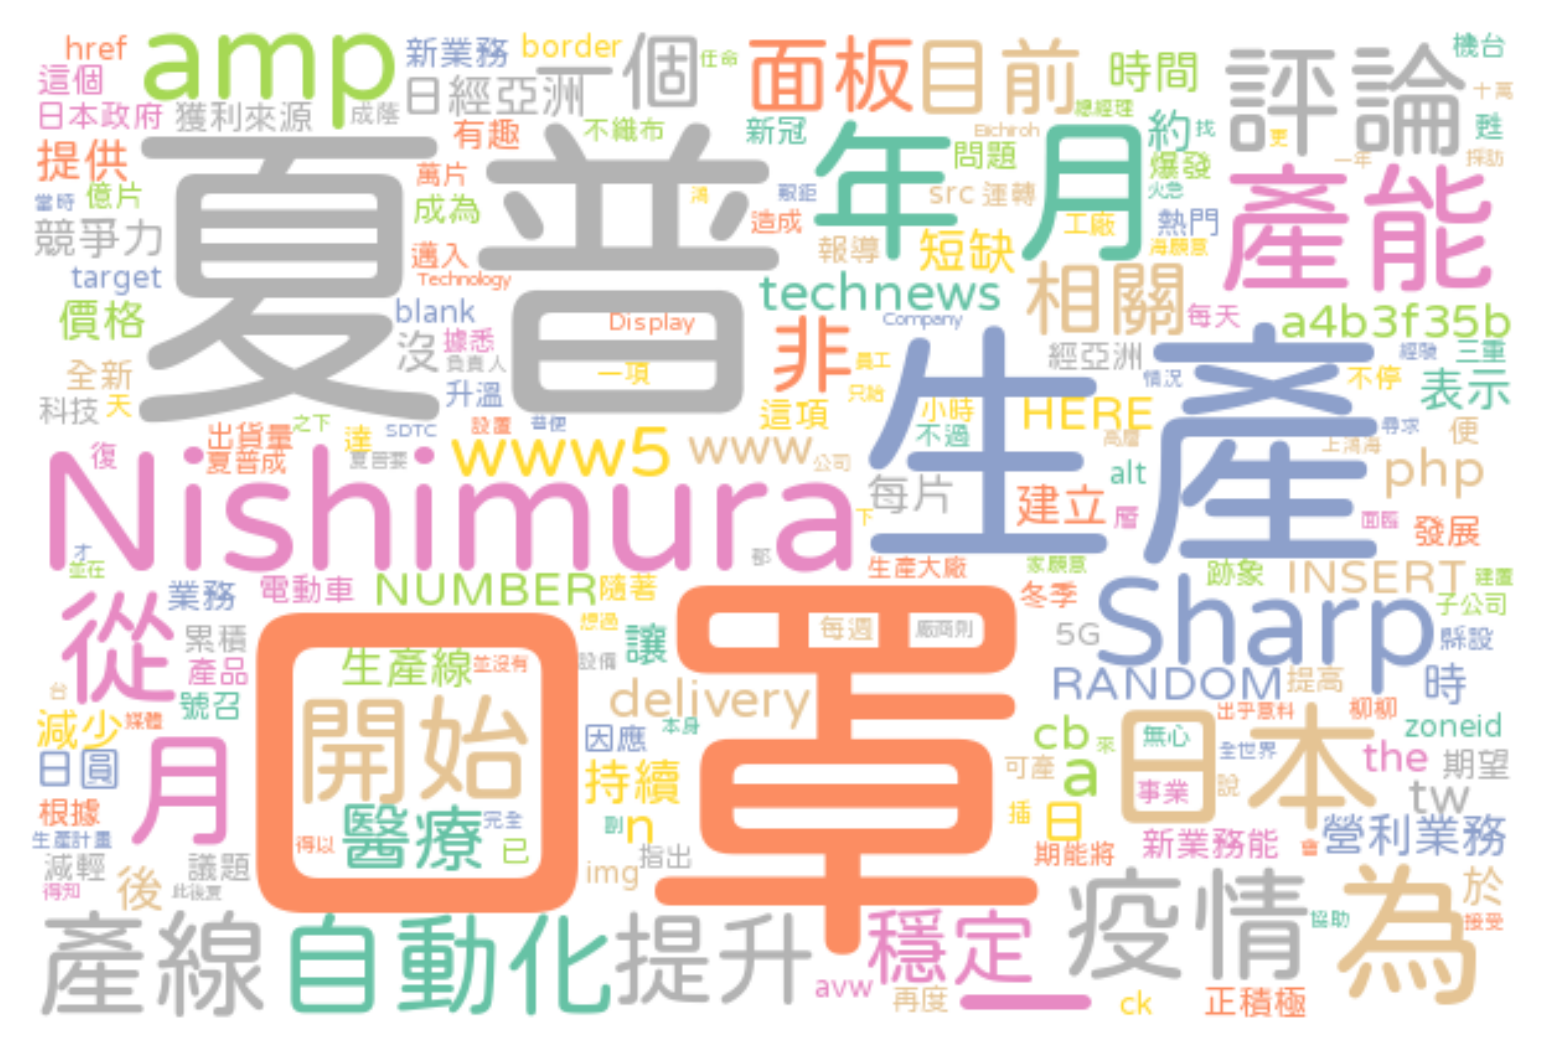 href
amp
新業務
border
一個
任命
面板
目前
時間
評論
機台
這個
日經亞洲
十萬
日本政府
獲利來源
成蔭
總經理
有趣
不織布
新冠
Eiichiroh
年月
約
找
更
甦
提供
夏普
問題
爆發
一年
採訪
萬片
鴻
艱鉅
src
運轉
火急
產能
當時
億片
成為
造成
工廠
熱門
競爭力
邁入
報導
短缺
海願意
target
Technology
technews
相關
每天
價格
blank
Display
Company
a4b3f35b
沒
據悉
非
經亞洲
經驗
三重
負責人
員工
全新
一項
情況
不停
表示
升溫
只給
科技
天
這項
小時
HERE
之下
設置
普便
出貨量
達
SDTC
不過
高層
尋求
便
復
夏普成
夏普要
www5
www
公司
生產
上鴻海
Nishimura
每片
建立
alt
php
下
層
面臨
發展
才
並在
都
生產大廠
家願意
跡象
INSERT
建置
業務
電動車
NUMBER
隨著
冬季
Sharp
子公司
從
口罩
想過
每週
廠商則
5G
縣設
累積
讓
產品
生產線
並沒有
設備
RANDOM
提高
時
台
號召
開始
delivery
出乎意料
柳柳
減少
媒體
本身
因應
cb
來
日本
無心
全世界
zoneid
日圓
月
持續
可產
a
the
期望
事業
說
tw
根據
醫療
完全
副
n
插
日
生產計畫
得以
已
指出
期能將
新業務能
會
營利業務
減輕
議題
img
得知
後
此後夏
疫情
為
於
產線
自動化
提升
穩定
協助
接受
avw
再度
一
ck
正積極